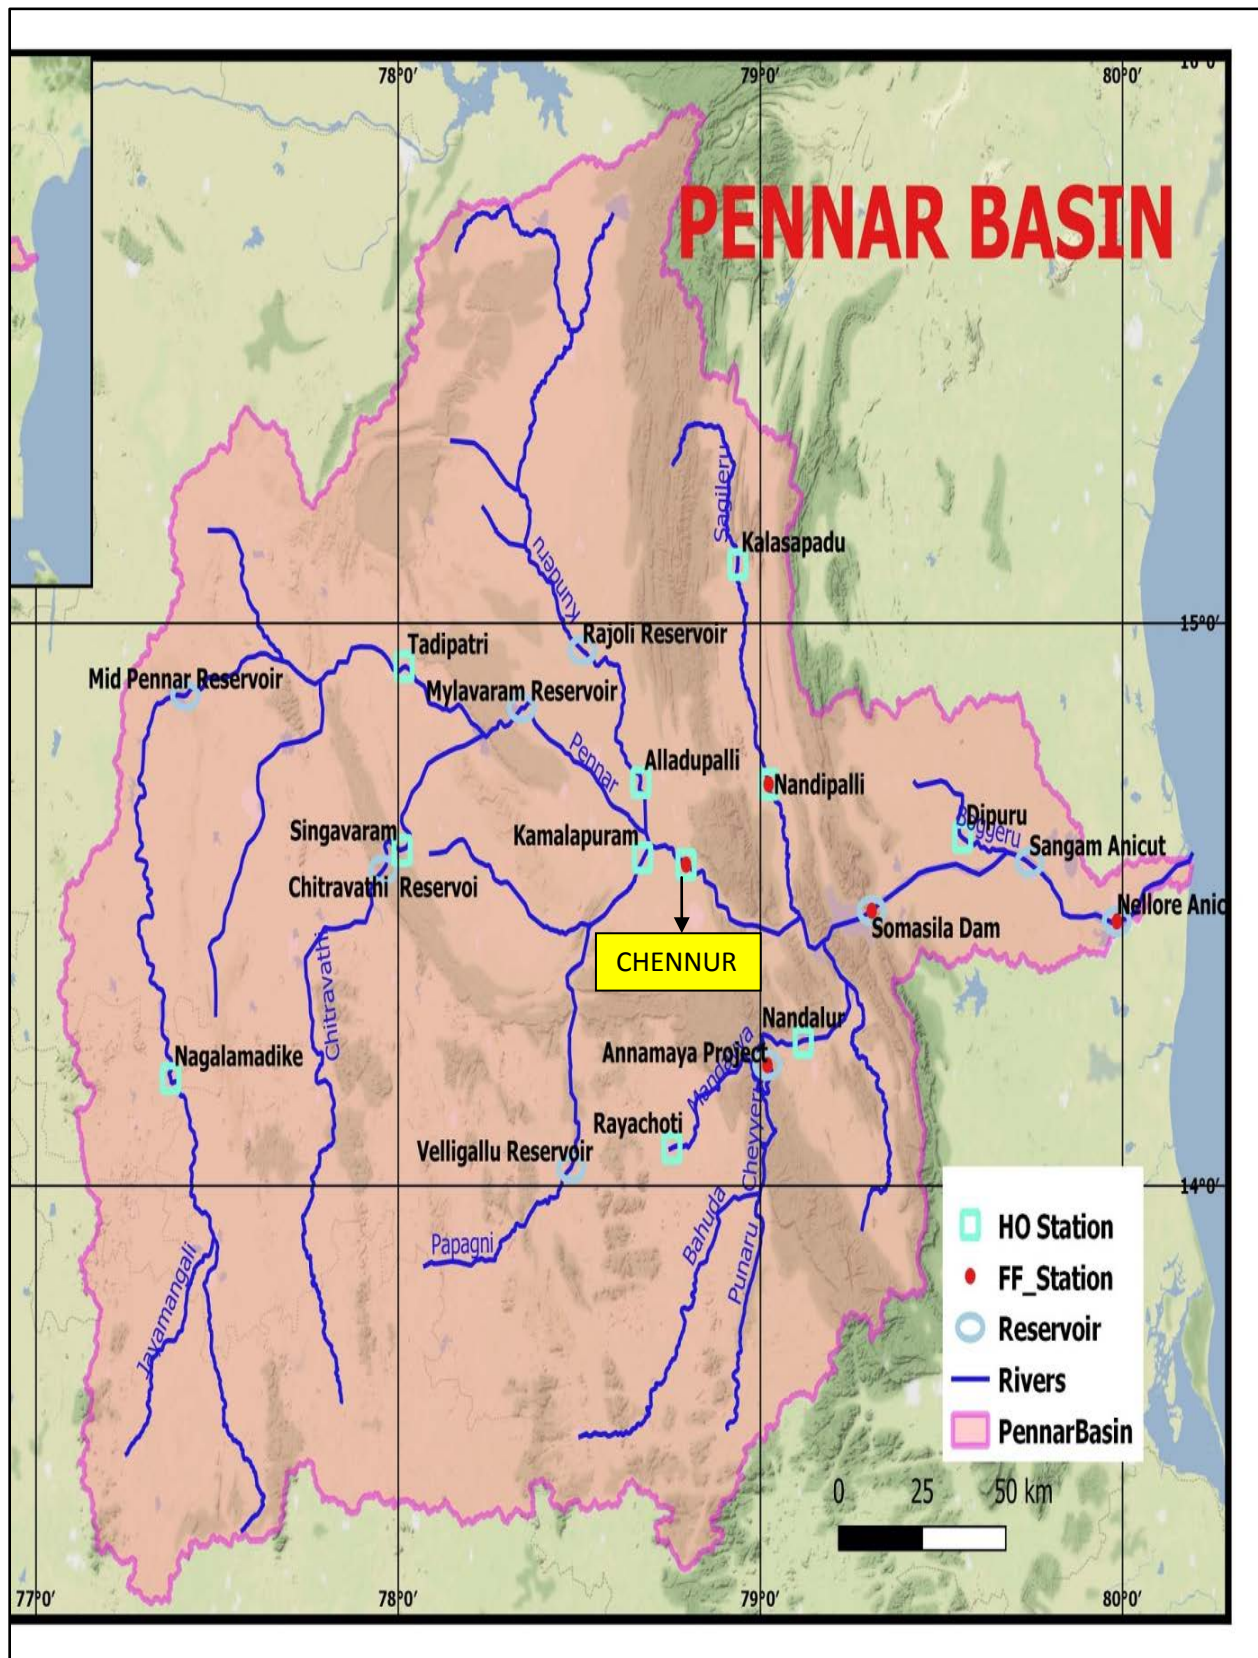 78°0'
79°0'
80°0'
PENNAR BASIN
Sagileru
Kalasapadu
Kunderu
15°0'
Rajoli Reservoir
Tadipatri
Mid Pennar Reservoir
Mylavaram Reservoir
Pennar
Alladupalli
Nandipalli
Dipuru
Boggeru
Singavaram
Kamalapuram
Sangam Anicut
Chitravathi Reservoi
Nellore Anic
Somasila Dam
CHENNUR
Chitravathi
Nandalur
Nagalamadike
Annamaya Project
Rayachoti
Cheyyeru
Velligallu Reservoir
14°0'
Bahuda
Papagni
Punaru
Jayamangali
HO Station
FF_Station
Reservoir
Rivers
PennarBasin
0 25 50 km
77°0'
78°0'
79°0'
80°0'